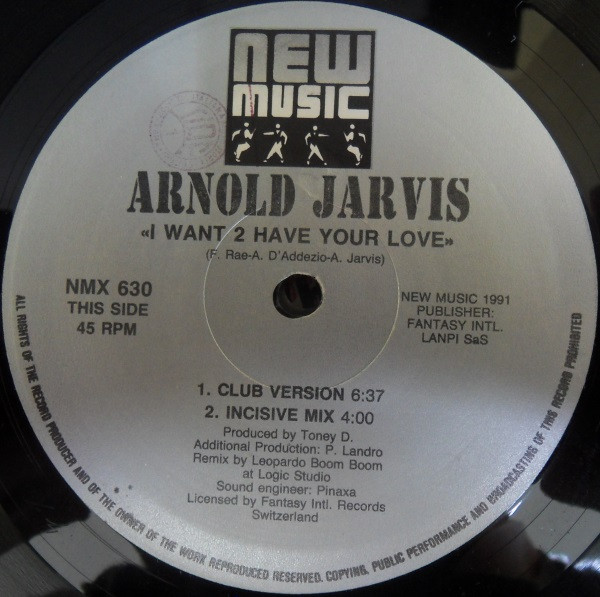 NEW
MUSIC
ARNOLD JARVIS
«I WANT 2 HAVE YOUR LOVE»
(F. Rae-A. D'Addezio-A. Jarvis)
NMX 630
THIS SIDE
45 RPM
NEW MUSIC 1991
PUBLISHER:
FANTASY INTL.
LANPI SaS
1. CLUB VERSION 6:37
2. INCISIVE MIX 4:00
Produced by Toney D.
Additional Production: P. Landro
Remix by Leopardo Boom Boom
at Logic Studio
Sound engineer: Pinaxa
Licensed by Fantasy Intl. Records
Switzerland
ALL RIGHTS OF THE RECORD PRODUCER AND OF THE OWNER OF THE WORK REPRODUCED RESERVED. COPYING, PUBLIC PERFORMANCE AND BROADCASTING OF THIS RECORD PROHIBITED